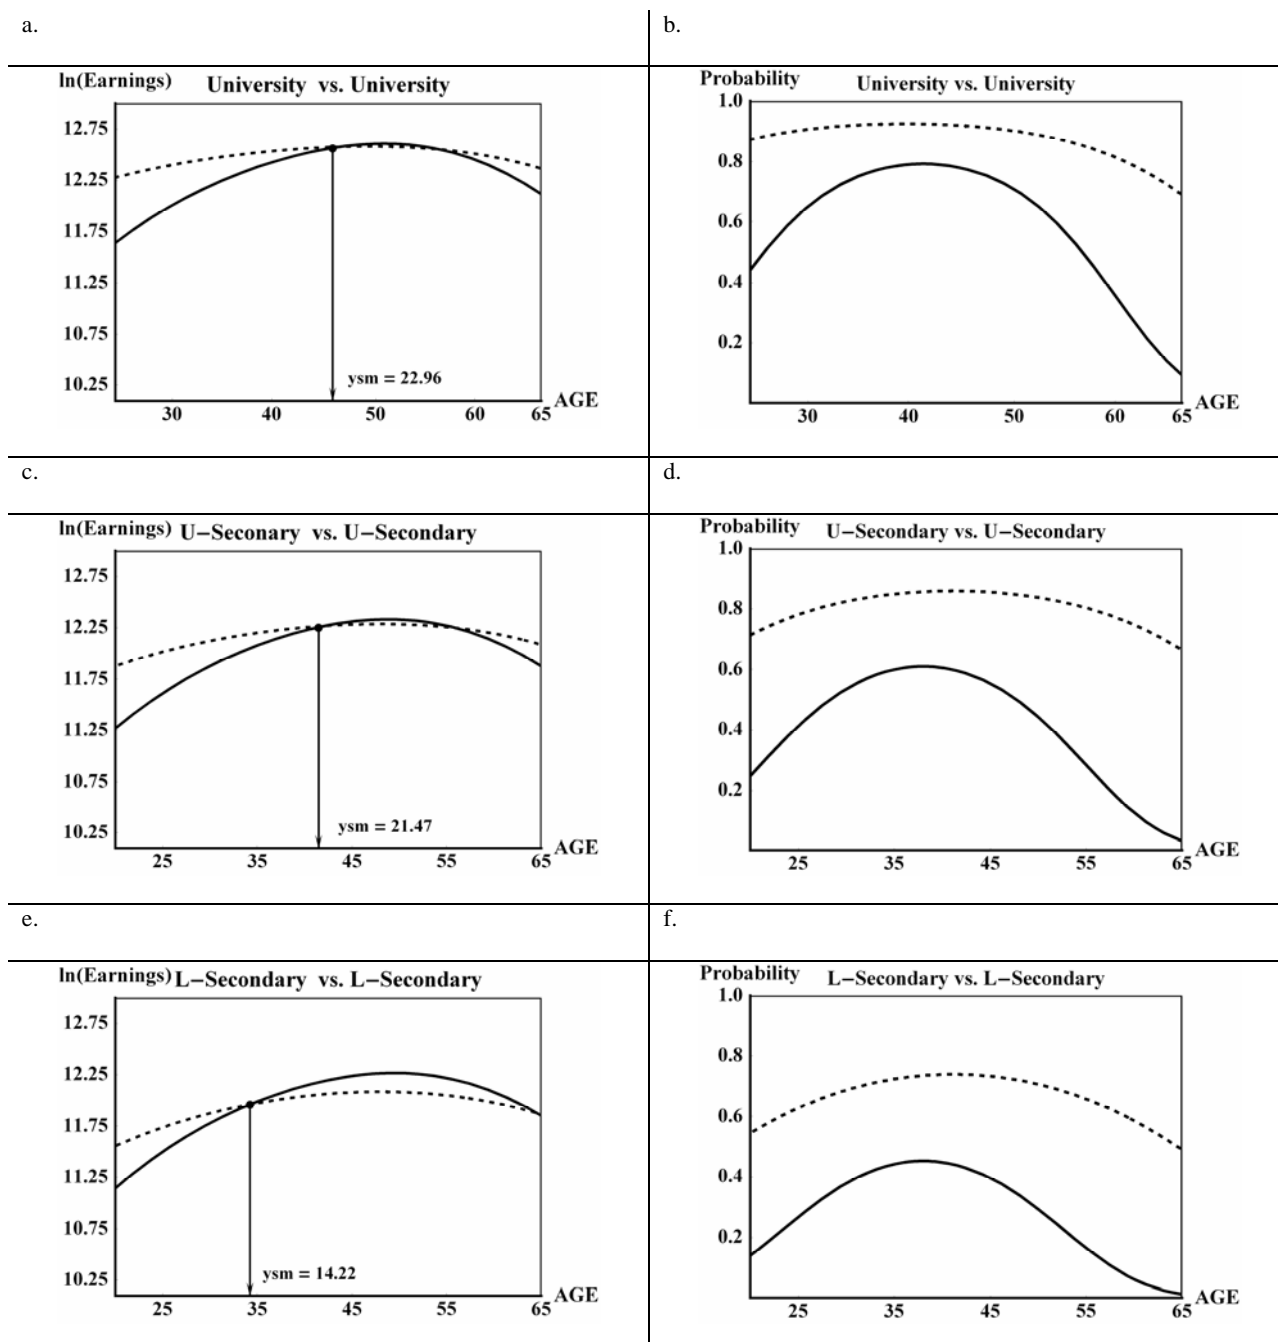 a.
b.
ln(Earnings) University vs. University
12.75
12.25
11.75
11.25
10.75
10.25
ysm = 22.96
30 40 50 60 65 AGE
Probability University vs. University
1.0
0.8
0.6
0.4
0.2
30 40 50 60 65 AGE
c.
d.
ln(Earnings) U−Seconary vs. U−Secondary
12.75
12.25
11.75
11.25
10.75
10.25
ysm = 21.47
25 35 45 55 65 AGE
Probability U−Secondary vs. U−Secondary
1.0
0.8
0.6
0.4
0.2
25 35 45 55 65 AGE
e.
f.
ln(Earnings) L−Secondary vs. L−Secondary
12.75
12.25
11.75
11.25
10.75
10.25
ysm = 14.22
25 35 45 55 65 AGE
Probability L−Secondary vs. L−Secondary
1.0
0.8
0.6
0.4
0.2
25 35 45 55 65 AGE